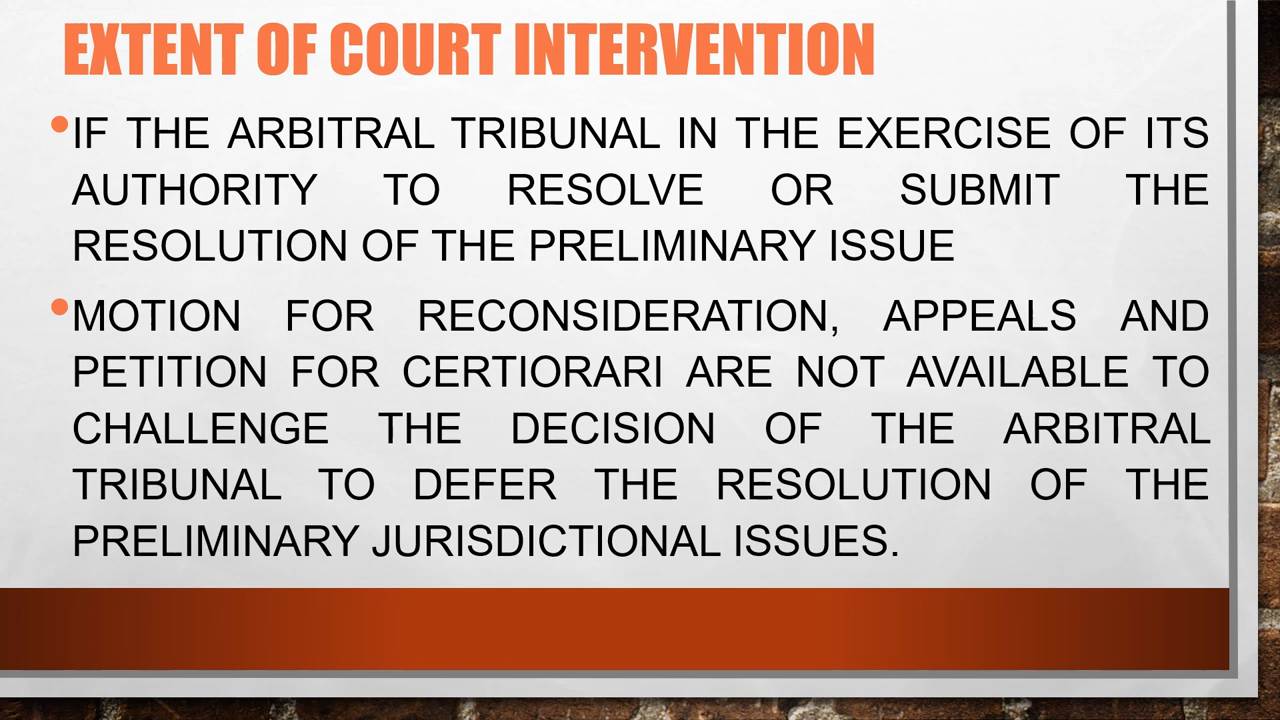 EXTENT OF COURT INTERVENTION
•IF THE ARBITRAL TRIBUNAL IN THE EXERCISE OF ITS
AUTHORITY TO RESOLVE OR SUBMIT THE
RESOLUTION OF THE PRELIMINARY ISSUE
•MOTION FOR RECONSIDERATION, APPEALS AND
PETITION FOR CERTIORARI ARE NOT AVAILABLE TO
CHALLENGE THE DECISION OF THE ARBITRAL
TRIBUNAL TO DEFER THE RESOLUTION OF THE
PRELIMINARY JURISDICTIONAL ISSUES.